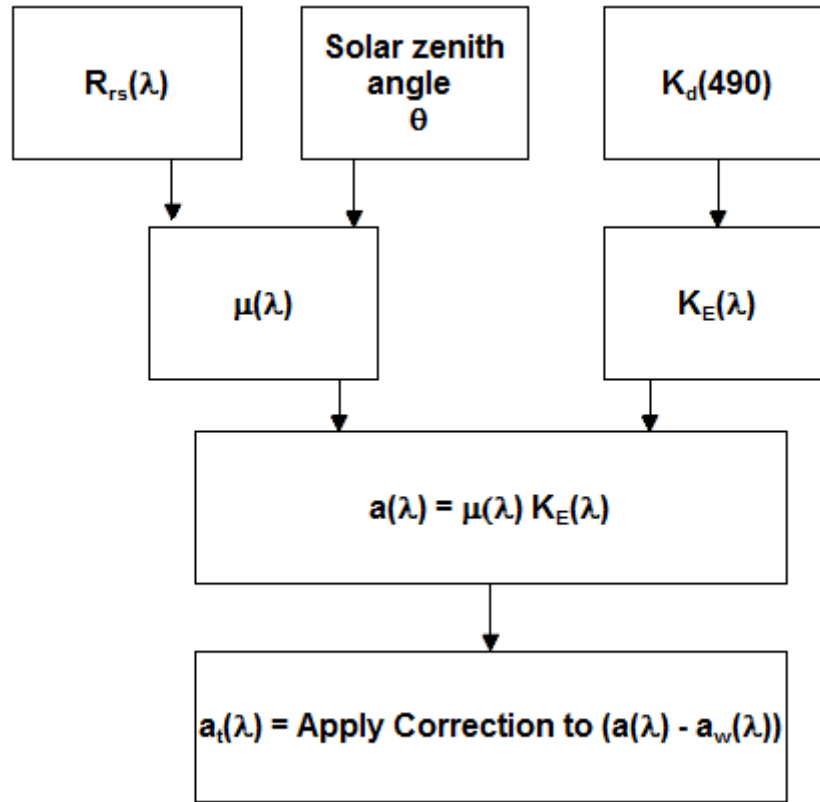 Rrs(λ)
Solar zenith
angle
θ
Kd(490)
μ(λ)
KE(λ)
a(λ) = μ(λ) KE(λ)
at(λ) = Apply Correction to (a(λ) - aw(λ))